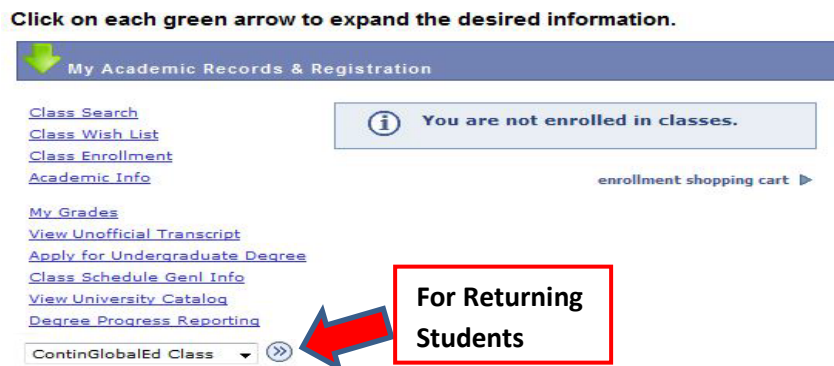 Click on each green arrow to expand the desired information.
My Academic Records & Registration
Class Search
Class Wish List
Class Enrollment
Academic Info
You are not enrolled in classes.
enrollment shopping cart
My Grades
View Unofficial Transcript
Apply for Undergraduate Degree
Class Schedule Genl Info
View University Catalog
Degree Progress Reporting
ContinGlobalEd Class
For Returning
Students